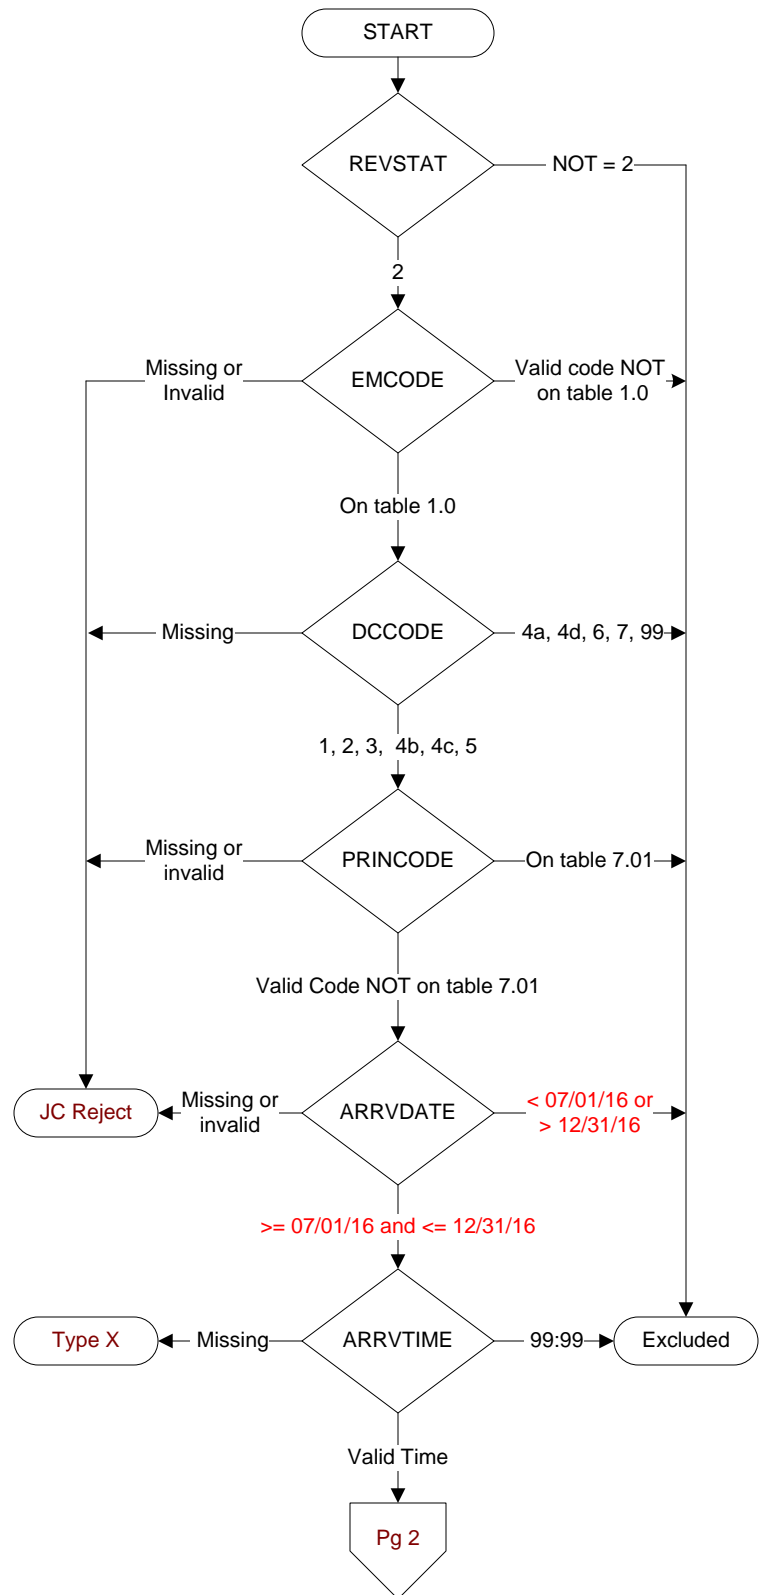 START
REVSTAT
NOT = 2
2
Missing or
Invalid
EMCODE
Valid code NOT
on table 1.0
On table 1.0
Missing
DCCODE
4a, 4d, 6, 7, 99
1, 2, 3,  4b, 4c, 5
Missing or
invalid
PRINCODE
On table 7.01
Valid Code NOT on table 7.01
JC Reject
Missing or
invalid
ARRVDATE
< 07/01/16 or
> 12/31/16
>= 07/01/16 and <= 12/31/16
Type X
Missing
ARRVTIME
99:99
Excluded
Valid Time
Pg 2